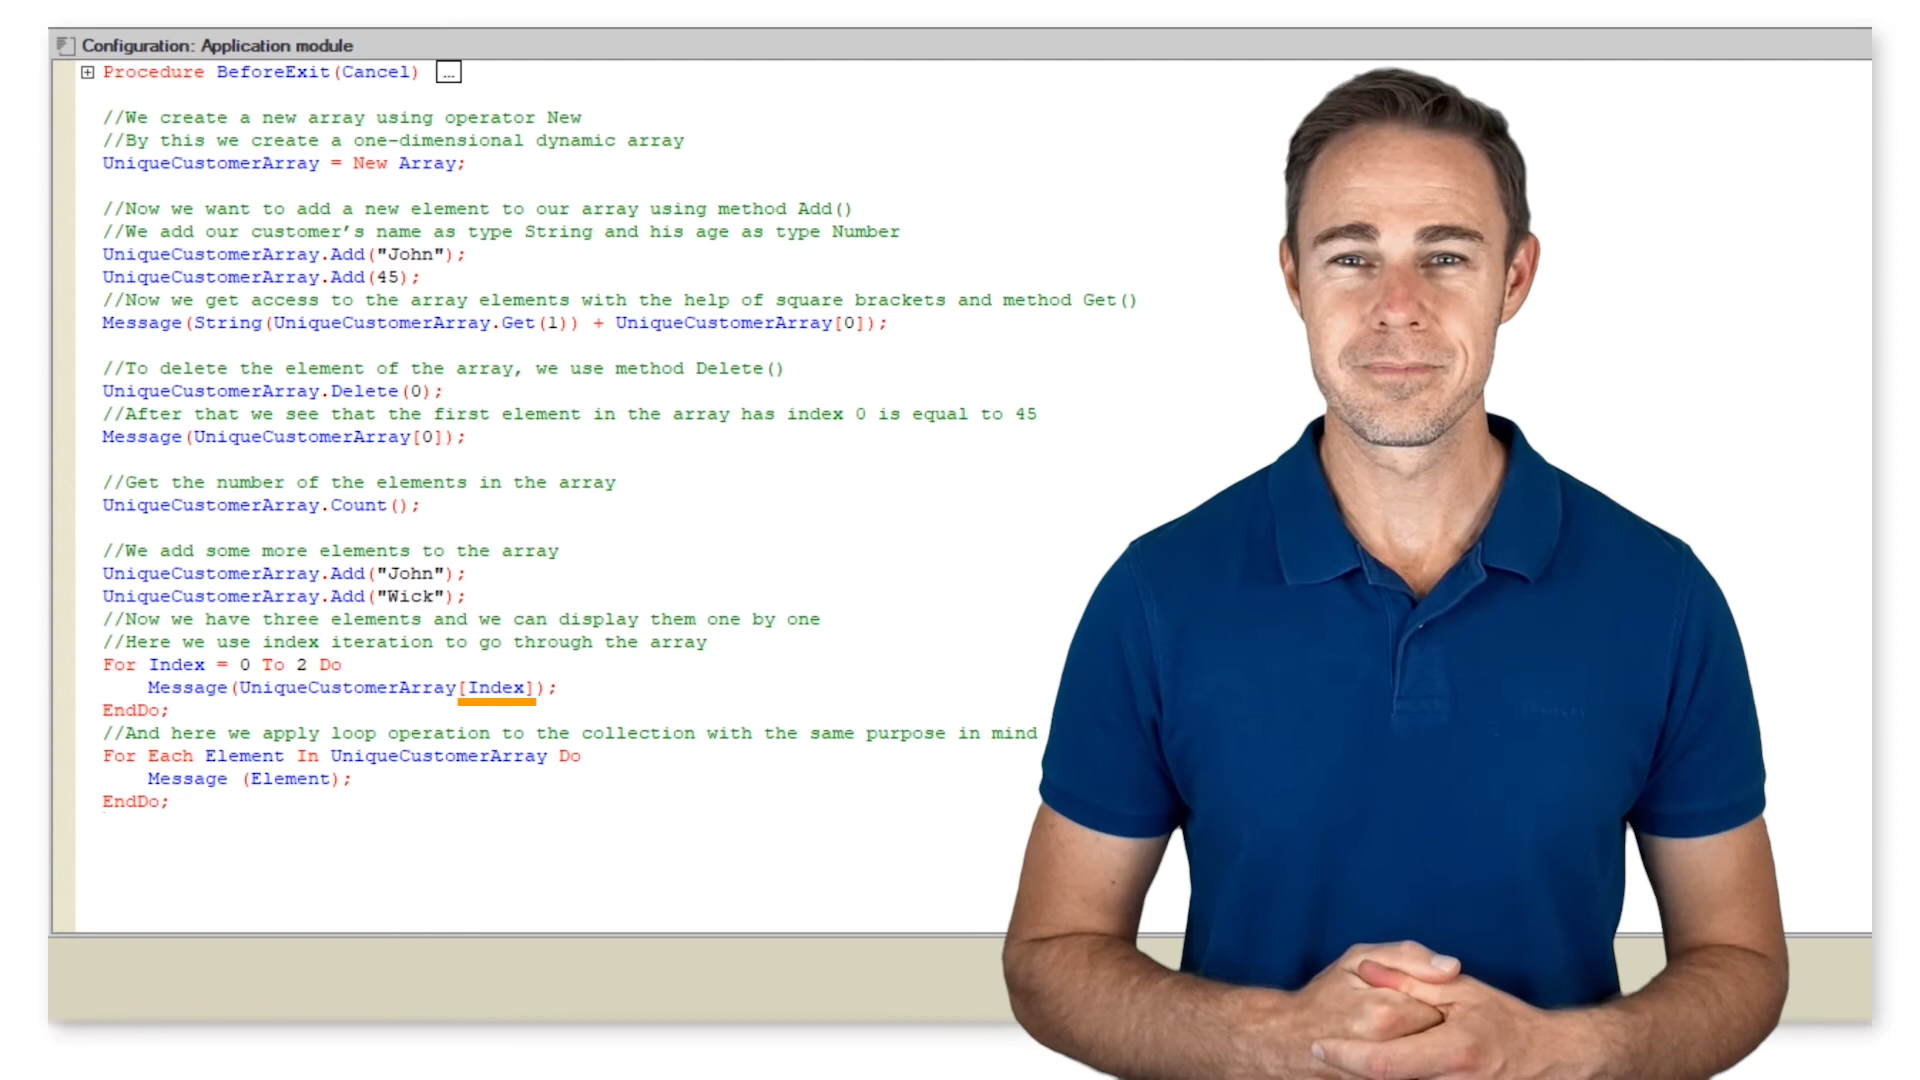 Configuration: Application module
Procedure BeforeExit(Cancel) ...
//We create a new array using operator New
//By this we create a one-dimensional dynamic array
UniqueCustomerArray = New Array;
//Now we want to add a new element to our array using method Add()
//We add our customer’s name as type String and his age as type Number
UniqueCustomerArray.Add("John");
UniqueCustomerArray.Add(45);
//Now we get access to the array elements with the help of square brackets and method Get()
Message(String(UniqueCustomerArray.Get(1)) + UniqueCustomerArray[0]);
//To delete the element of the array, we use method Delete()
UniqueCustomerArray.Delete(0);
//After that we see that the first element in the array has index 0 is equal to 45
Message(UniqueCustomerArray[0]);
//Get the number of the elements in the array
UniqueCustomerArray.Count();
//We add some more elements to the array
UniqueCustomerArray.Add("John");
UniqueCustomerArray.Add("Wick");
//Now we have three elements and we can display them one by one
//Here we use index iteration to go through the array
For Index = 0 To 2 Do
Message(UniqueCustomerArray[Index]);
EndDo;
//And here we apply loop operation to the collection with the same purpose in mind
For Each Element In UniqueCustomerArray Do
Message (Element);
EndDo;